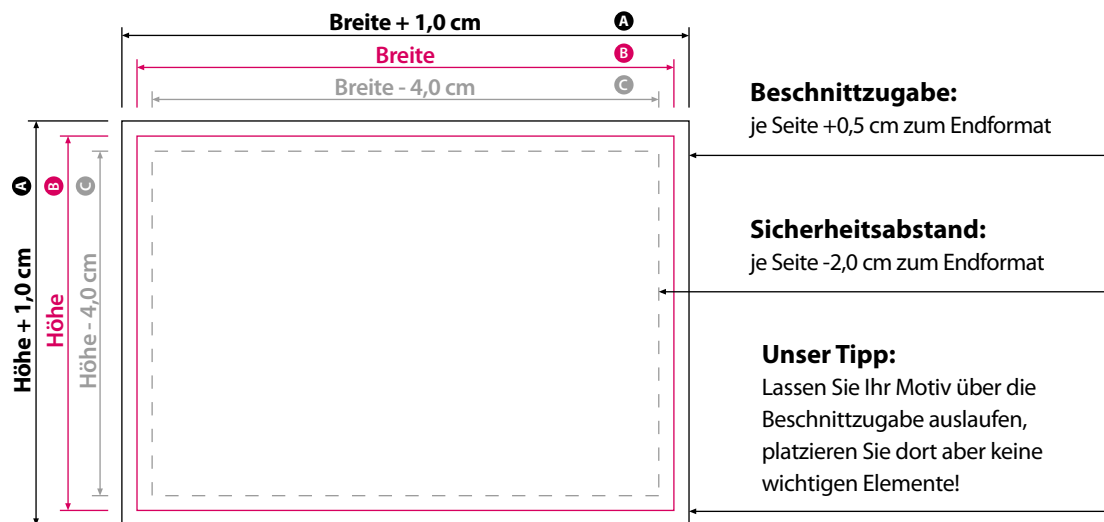 Breite + 1,0 cm A
Breite B
Breite - 4,0 cm C
Höhe + 1,0 cm A
Höhe B
Höhe - 4,0 cm C
Beschnittzugabe:
je Seite +0,5 cm zum Endformat
Sicherheitsabstand:
je Seite -2,0 cm zum Endformat
Unser Tipp:
Lassen Sie Ihr Motiv über die
Beschnittzugabe auslaufen,
platzieren Sie dort aber keine
wichtigen Elemente!